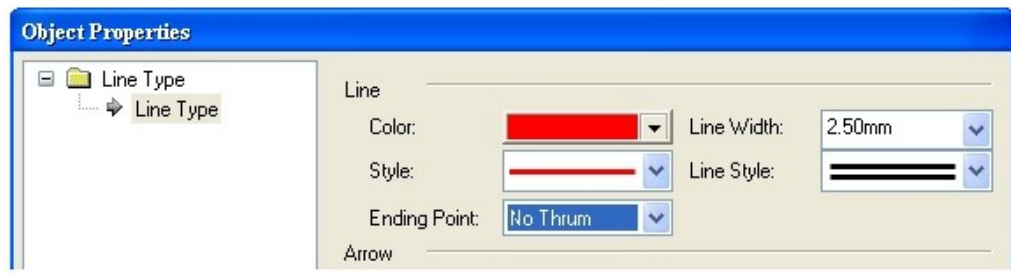 Object Properties
Line Type
Line Type
Line
Color:
Line Width: 2.50mm
Style:
Line Style:
Ending Point: No Thrum
Arrow